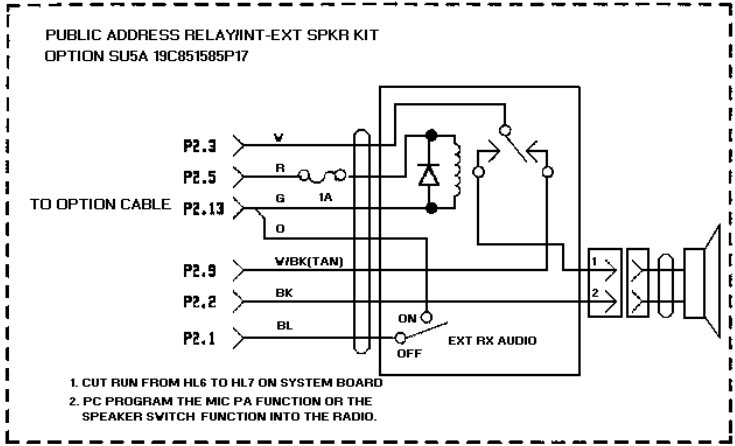 PUBLIC ADDRESS RELAY/INT-EXT SPKR KIT
OPTION SU5A 19C851585P17
P2.3 W
P2.5 R
1A
TO OPTION CABLE P2.13 G
O
P2.9 W/BK(TAN)
1
P2.2 BK
2
ON
P2.1 BL
EXT RX AUDIO
OFF
1. CUT RUN FROM HL6 TO HL7 ON SYSTEM BOARD
2. PC PROGRAM THE MIC PA FUNCTION OR THE
SPEAKER SWITCH FUNCTION INTO THE RADIO.